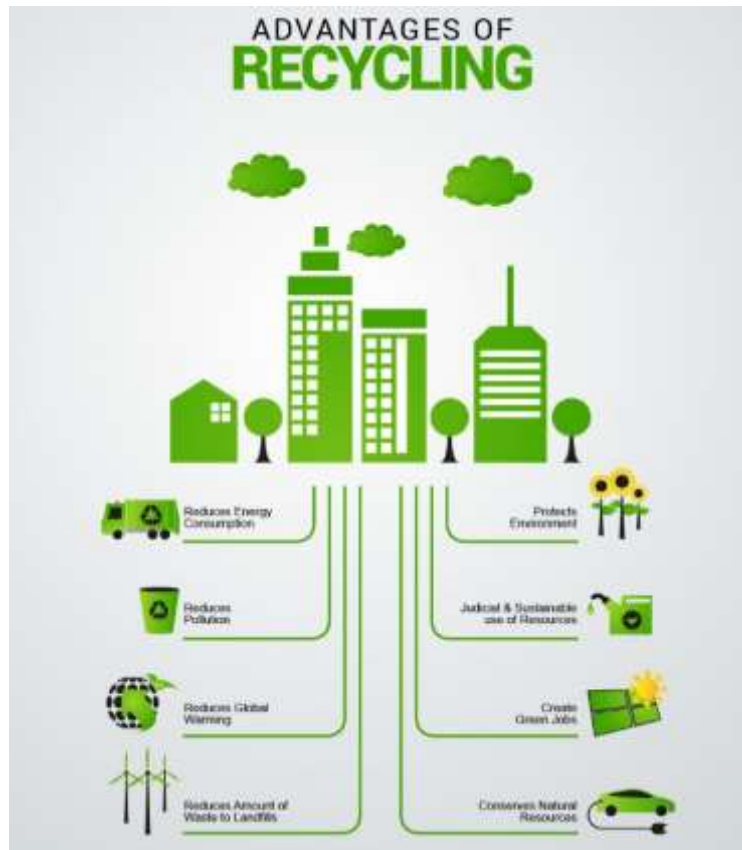 ADVANTAGES OF
RECYCLING
Reduces Energy
Consumption
Reduces
Pollution
Reduces Global
Warming
Reduces Amount of
Waste to Landfills
Protects
Environment
Judicial & Sustainable
use of Resources
Create
Green Jobs
Conserves Natural
Resources